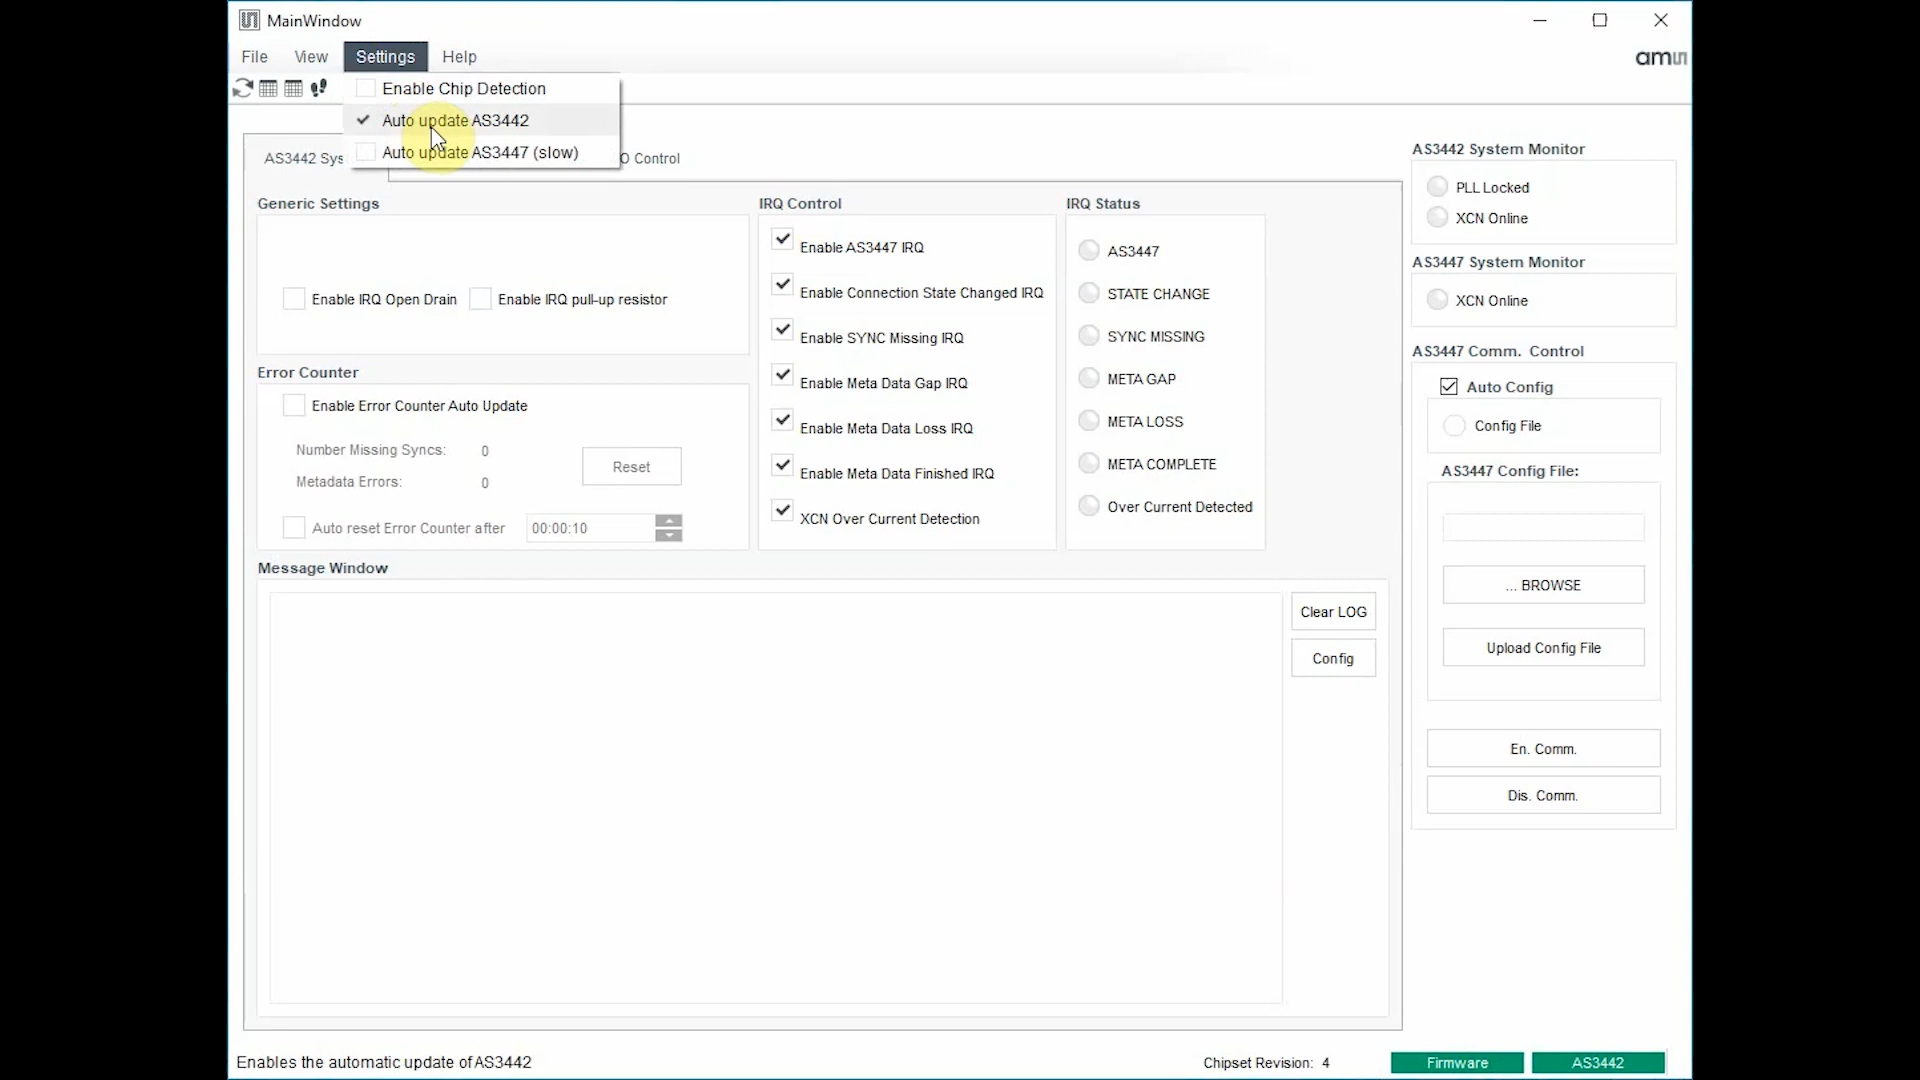 MainWindow
File View Settings Help
amu
Enable Chip Detection
Auto update AS3442
Auto update AS3447 (slow)
AS3442 Sys
O Control
Generic Settings
Enable IRQ Open Drain
Enable IRQ pull-up resistor
Error Counter
Enable Error Counter Auto Update
Number Missing Syncs: 0
Metadata Errors: 0
Reset
Auto reset Error Counter after 00:00:10
IRQ Control
Enable AS3447 IRQ
Enable Connection State Changed IRQ
Enable SYNC Missing IRQ
Enable Meta Data Gap IRQ
Enable Meta Data Loss IRQ
Enable Meta Data Finished IRQ
XCN Over Current Detection
IRQ Status
AS3447
STATE CHANGE
SYNC MISSING
META GAP
META LOSS
META COMPLETE
Over Current Detected
Message Window
Clear LOG
Config
AS3442 System Monitor
PLL Locked
XCN Online
AS3447 System Monitor
XCN Online
AS3447 Comm. Control
Auto Config
Config File
AS3447 Config File:
... BROWSE
Upload Config File
En. Comm.
Dis. Comm.
Enables the automatic update of AS3442
Chipset Revision: 4
Firmware
AS3442